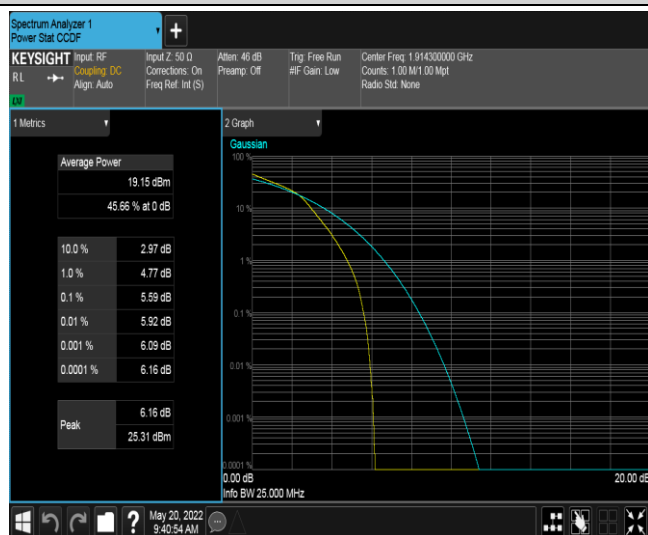 Spectrum Analyzer 1
Power Stat CCDF
+
KEYSIGHT
RL
Input: RF
Coupling: DC
Align: Auto
Input Z: 50 Ω
Corrections: On
Freq Ref: Int (S)
Atten: 46 dB
Preamp: Off
Trig: Free Run
#IF Gain: Low
Center Freq: 1.914300000 GHz
Counts: 1.00 M/1.00 Mpt
Radio Std: None
1 Metrics
Average Power
19.15 dBm
45.66 % at 0 dB
10.0 % 2.97 dB
1.0 % 4.77 dB
0.1 % 5.59 dB
0.01 % 5.92 dB
0.001 % 6.09 dB
0.0001 % 6.16 dB
Peak
6.16 dB
25.31 dBm
2 Graph
Gaussian
100 %
10 %
1 %
0.1 %
0.01 %
0.001 %
0.0001 %
0.00 dB 20.00 dB
Info BW 25.000 MHz
?
May 20, 2022
9:40:54 AM